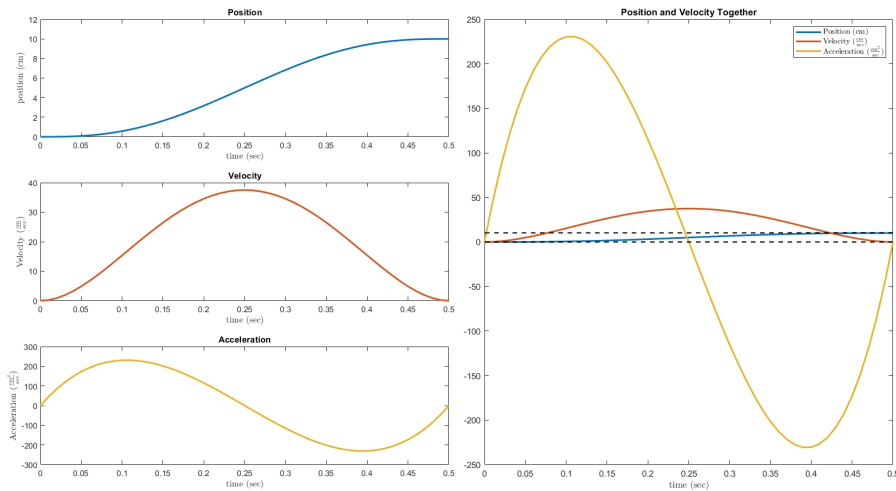 Position
12
10
8
6
4
2
0
position (cm)
0 0.05 0.1 0.15 0.2 0.25 0.3 0.35 0.4 0.45 0.5
time (sec)
Velocity
40
30
20
10
0
Velocity (cm/sec)
0 0.05 0.1 0.15 0.2 0.25 0.3 0.35 0.4 0.45 0.5
time (sec)
Acceleration
300
200
100
0
-100
-200
-300
Acceleration (cm²/sec)
0 0.05 0.1 0.15 0.2 0.25 0.3 0.35 0.4 0.45 0.5
time (sec)
Position and Velocity Together
250
200
150
100
50
0
-50
-100
-150
-200
-250
Position (cm)
Velocity (cm/sec)
Acceleration (cm²/sec)
0 0.05 0.1 0.15 0.2 0.25 0.3 0.35 0.4 0.45 0.5
time (sec)